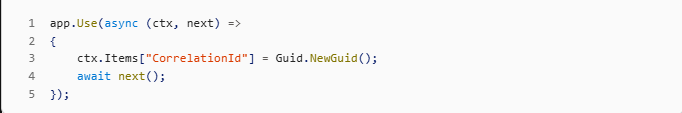 1 app.Use(async (ctx, next) =>
2 {
3     ctx.Items["CorrelationId"] = Guid.NewGuid();
4     await next();
5 });